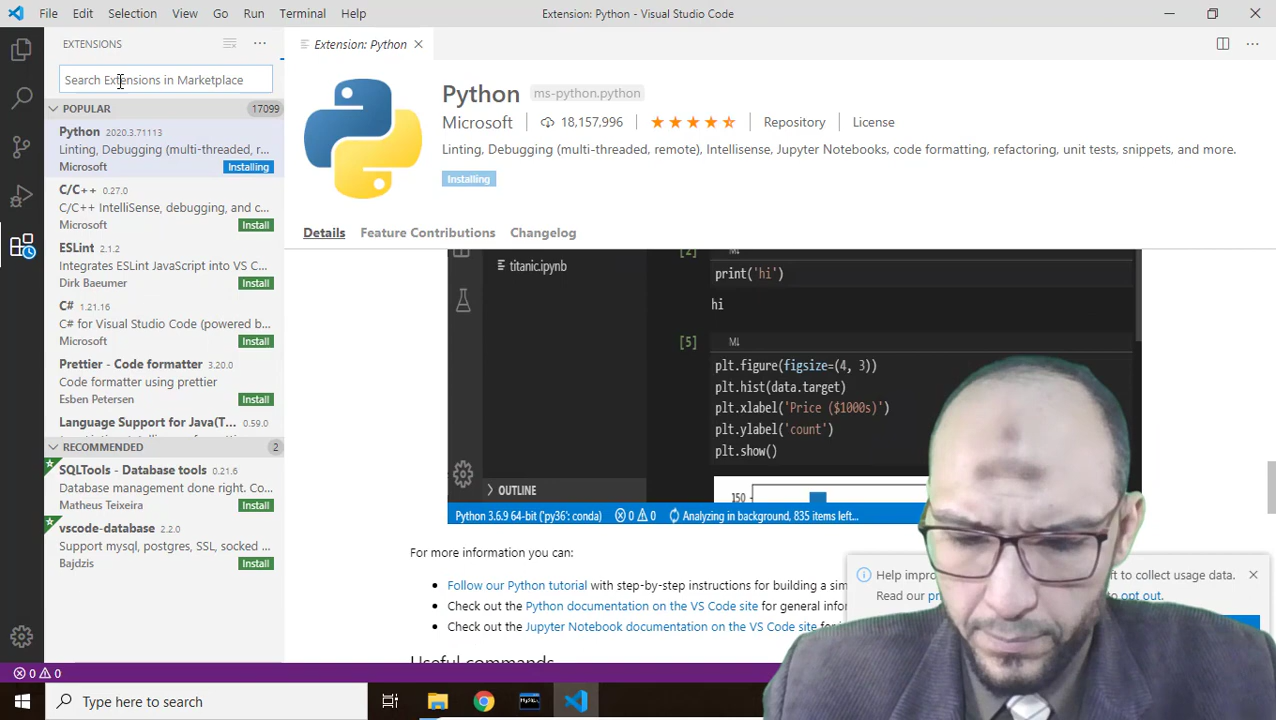 File Edit Selection View Go Run Terminal Help Extension: Python - Visual Studio Code
EXTENSIONS
Extension: Python
Search Extensions in Marketplace
POPULAR 17099
Python 2020.3.71113
Linting, Debugging (multi-threaded, r...
Microsoft Installing
C/C++ 0.27.0
C/C++ IntelliSense, debugging, and c...
Microsoft Install
ESLint 2.1.2
Integrates ESLint JavaScript into VS C...
Dirk Baeumer Install
C# 1.21.16
C# for Visual Studio Code (powered b...
Microsoft Install
Prettier - Code formatter 3.20.0
Code formatter using prettier
Esben Petersen Install
Language Support for Java(T... 0.59.0
RECOMMENDED 2
SQLTools - Database tools 0.21.6
Database management done right. Co...
Matheus Teixeira Install
vscode-database 2.2.0
Support mysql, postgres, SSL, socked ...
Bajdzis Install
Python ms-python.python
Microsoft 18,157,996 Repository License
Linting, Debugging (multi-threaded, remote), Intellisense, Jupyter Notebooks, code formatting, refactoring, unit tests, snippets, and more.
Installing
Details Feature Contributions Changelog
titanic.ipynb
[2]
M↓
print('hi')
hi
[5]
M↓
plt.figure(figsize=(4, 3))
plt.hist(data.target)
plt.xlabel('Price ($1000s)')
plt.ylabel('count')
plt.show()
150
OUTLINE
Python 3.6.9 64-bit ('py36': conda) 0 0 Analyzing in background, 835 items left...
For more information you can:
Follow our Python tutorial with step-by-step instructions for building a
Check out the Python documentation on the VS Code site for general
Check out the Jupyter Notebook documentation on the VS Code site
Useful commands
Help
to collect usage data.
Read our
opt out.
0 0
Type here to search
MySQL